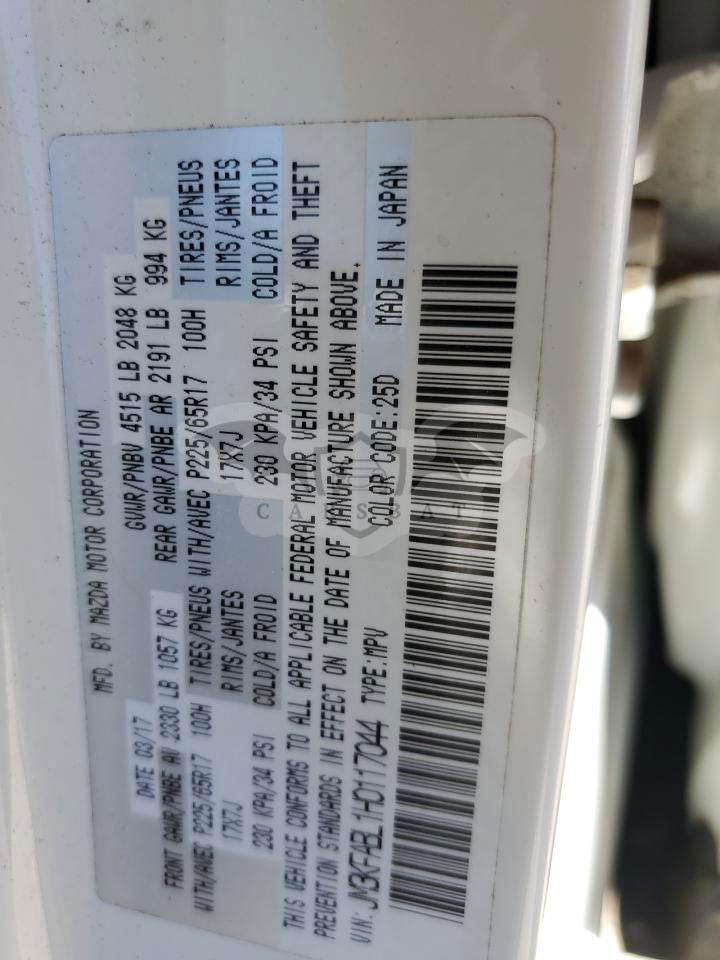 MFD. BY MAZDA MOTOR CORPORATION
DATE 03/17 GVWR/PNBV 4515 LB 2048 KG
FRONT GAWR/PNBE AV 2330 LB 1057 KG REAR GAWR/PNBE AR 2191 LB 994 KG
WITH/AVEC P225/65R17 100H TIRES/PNEUS WITH/AVEC P225/65R17 100H TIRES/PNEUS
17X7J RIMS/JANTES 17X7J RIMS/JANTES
230 KPA/34 PSI COLD/A FROID 230 KPA/34 PSI COLD/A FROID
THIS VEHICLE CONFORMS TO ALL APPLICABLE FEDERAL MOTOR VEHICLE SAFETY AND THEFT
PREVENTION STANDARDS IN EFFECT ON THE DATE OF MANUFACTURE SHOWN ABOVE.
VIN: JM3KFABL1H0117044 TYPE:MPV COLOR CODE:25D MADE IN JAPAN
CARSBAT